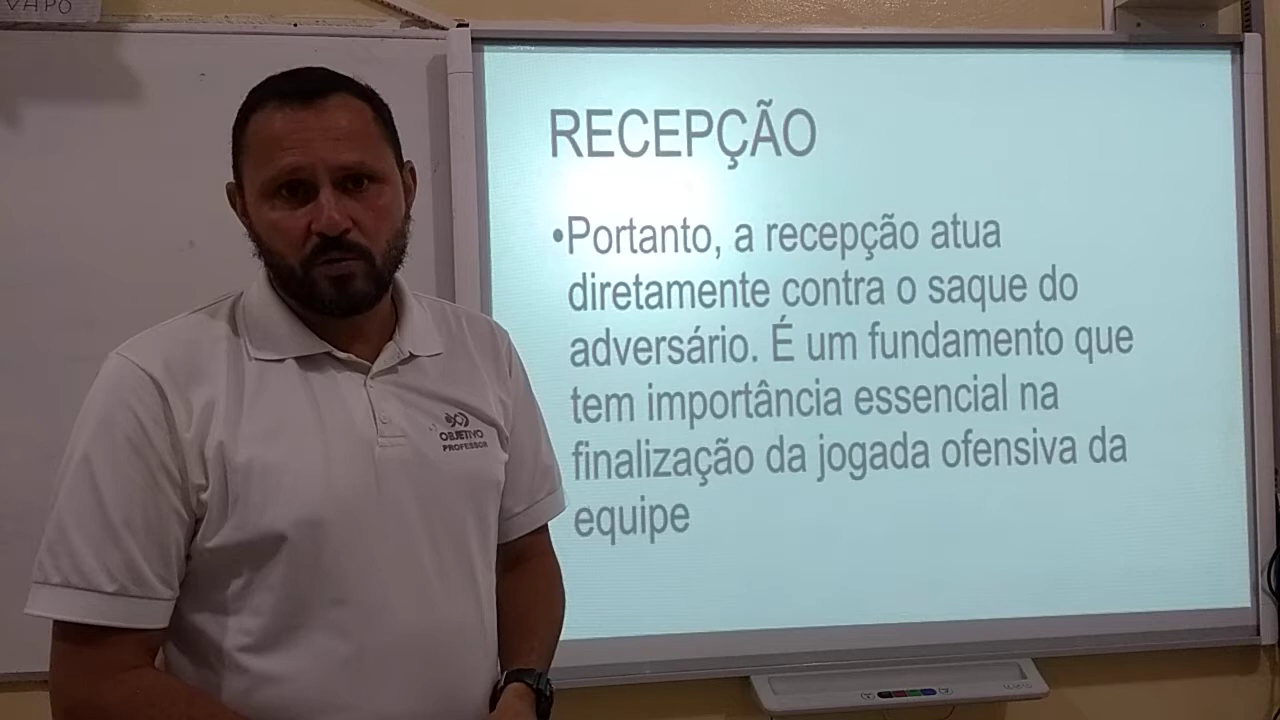 VAPO
RECEPÇÃO
•Portanto, a recepção atua
diretamente contra o saque do
adversário. É um fundamento que
tem importância essencial na
finalização da jogada ofensiva da
equipe
OBJETIVO
PROFESSOR